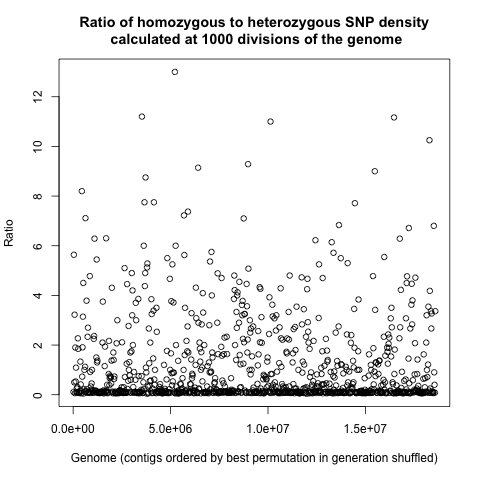 Ratio of homozygous to heterozygous SNP density
calculated at 1000 divisions of the genome
12
10
8
6
4
2
0
Ratio
0.0e+00 5.0e+06 1.0e+07 1.5e+07
Genome (contigs ordered by best permutation in generation shuffled)